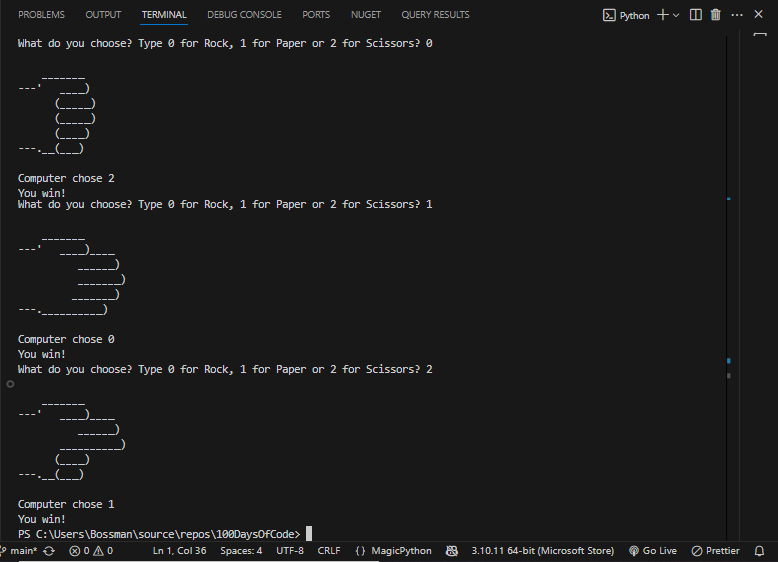 PROBLEMS OUTPUT TERMINAL DEBUG CONSOLE PORTS NUGET QUERY RESULTS Python
What do you choose? Type 0 for Rock, 1 for Paper or 2 for Scissors? 0
    _______
---'   ____)
      (_____)
      (_____)
      (____)
---.__(___)
Computer chose 2
You win!
What do you choose? Type 0 for Rock, 1 for Paper or 2 for Scissors? 1
    _______
---'   ____)____
          ______)
          _______)
         _______)
---.__________)
Computer chose 0
You win!
What do you choose? Type 0 for Rock, 1 for Paper or 2 for Scissors? 2
    _______
---'   ____)____
          ______)
       __________)
      (____)
---.__(___)
Computer chose 1
You win!
PS C:\Users\Bossman\source\repos\100DaysOfCode>
main* 0 0 Ln 1, Col 36 Spaces: 4 UTF-8 CRLF { } MagicPython 3.10.11 64-bit (Microsoft Store) Go Live Prettier